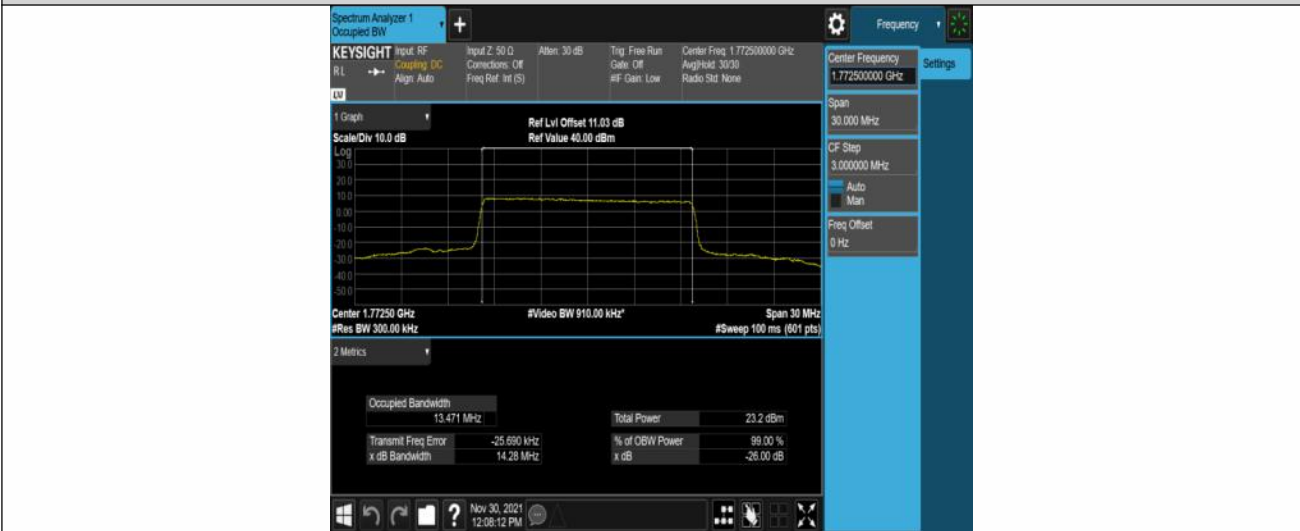 Spectrum Analyzer 1
Occupied BW
+
Frequency
KEYSIGHT Input: RF Input Z: 50 Ω Atten: 30 dB Trig: Free Run Center Freq: 1.772500000 GHz
RL Coupling: DC Corrections: Off Gate: Off Avg|Hold: 30/30
Align: Auto Freq Ref: Int (S) #IF Gain: Low Radio Std: None
LV
Center Frequency
1.772500000 GHz
Settings
Span
30.000 MHz
CF Step
3.000000 MHz
Auto
Man
Freq Offset
0 Hz
1 Graph
Ref Lvl Offset 11.03 dB
Scale/Div 10.0 dB Ref Value 40.00 dBm
Log
30.0
20.0
10.0
0.00
-10.0
-20.0
-30.0
-40.0
-50.0
Center 1.77250 GHz #Video BW 910.00 kHz* Span 30 MHz
#Res BW 300.00 kHz #Sweep 100 ms (601 pts)
2 Metrics
Occupied Bandwidth
13.471 MHz Total Power 23.2 dBm
Transmit Freq Error -25.690 kHz % of OBW Power 99.00 %
x dB Bandwidth 14.28 MHz x dB -26.00 dB
?
Nov 30, 2021
12:08:12 PM